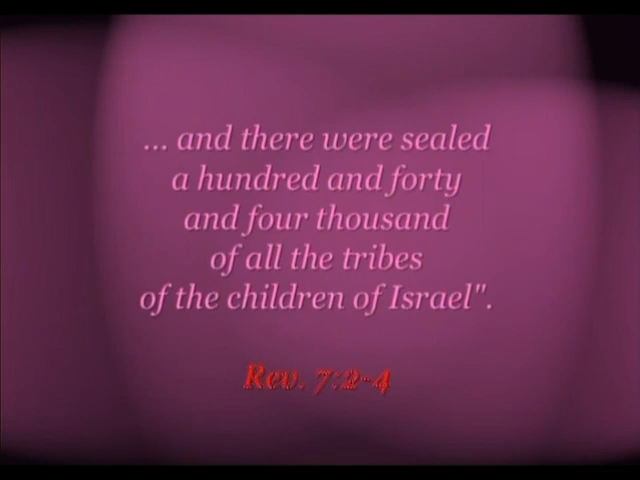 ... and there were sealed
a hundred and forty
and four thousand
of all the tribes
of the children of Israel".
Rev. 7:2-4